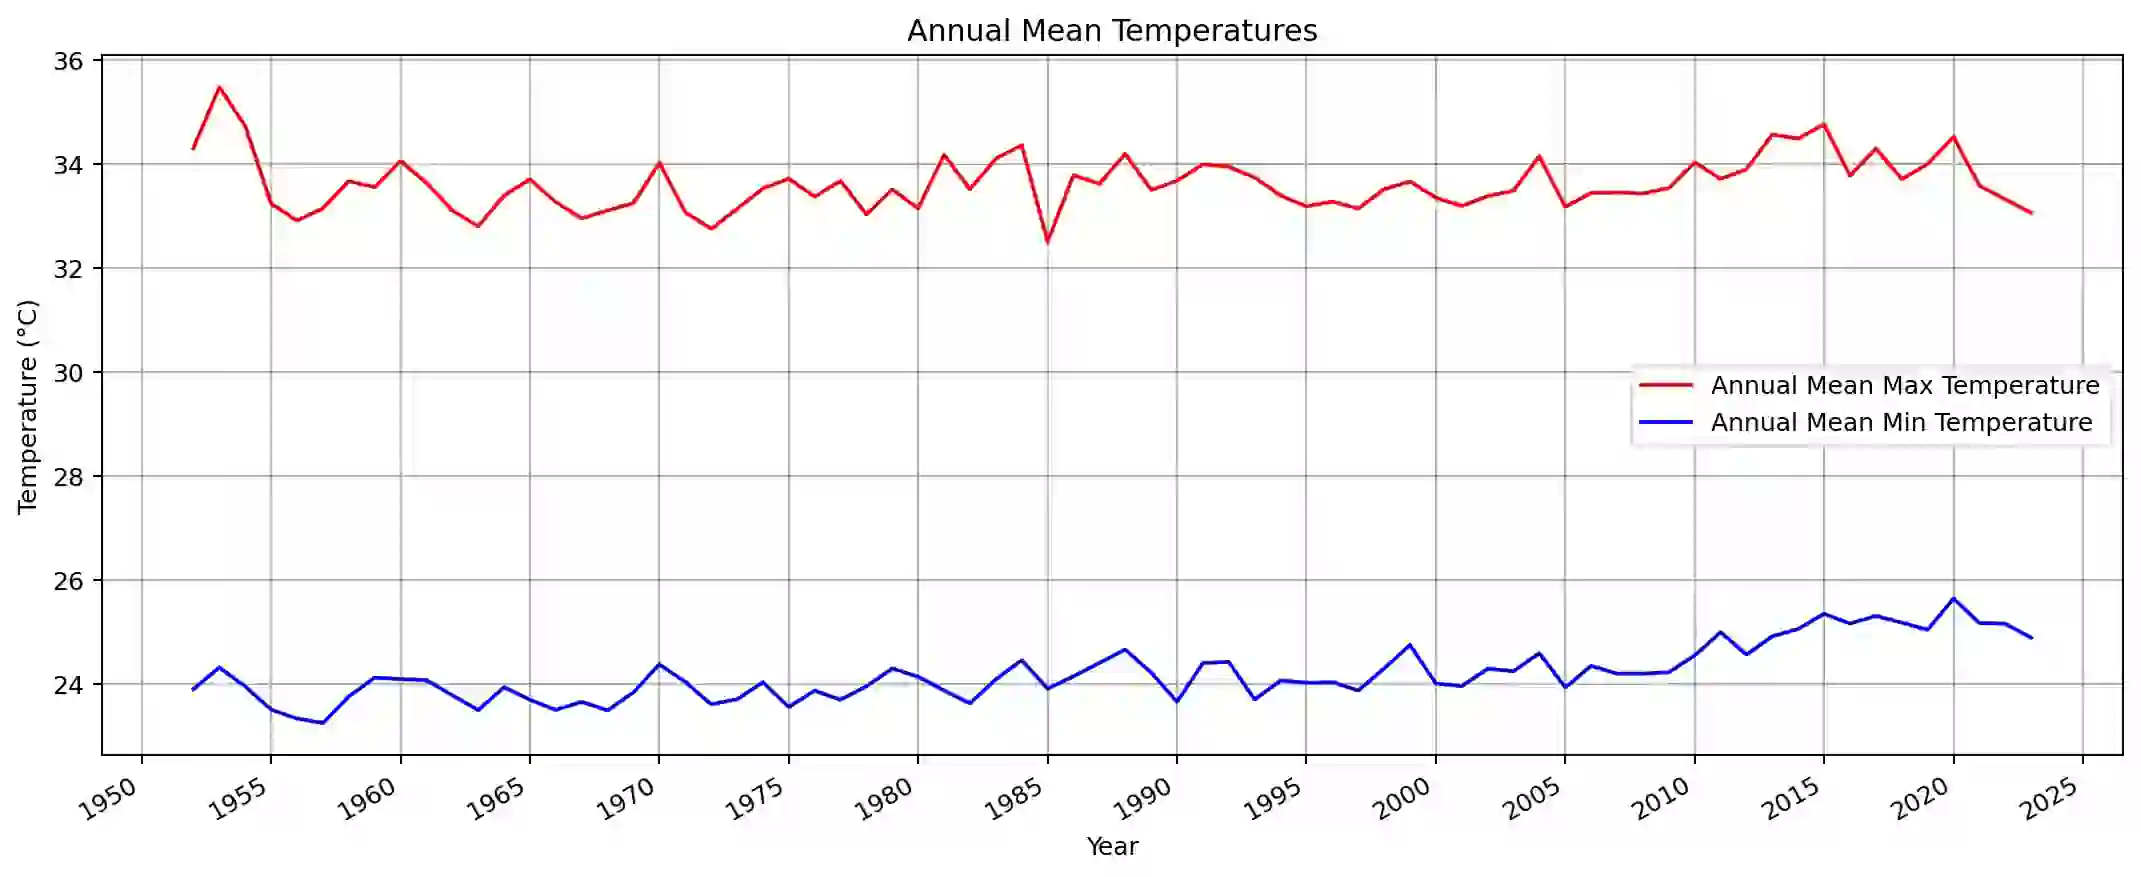 Annual Mean Temperatures
36
34
32
30
28
26
24
Temperature (°C)
Annual Mean Max Temperature
Annual Mean Min Temperature
1950 1955 1960 1965 1970 1975 1980 1985 1990 1995 2000 2005 2010 2015 2020 2025
Year